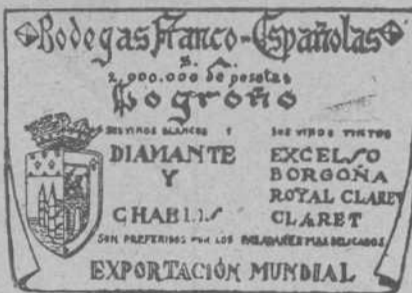 Bodegas Franco-Españolas
S. A.
2.000.000 de pesetas
Logroño
SUS VINOS BLANCOS Y
DIAMANTE
Y
CHABLIS
SUS VINOS TINTOS
EXCELSO
BORGOÑA
ROYAL CLARET
CLARET
SON PREFERIDOS POR LOS PALADARES MAS DELICADOS
EXPORTACIÓN MUNDIAL